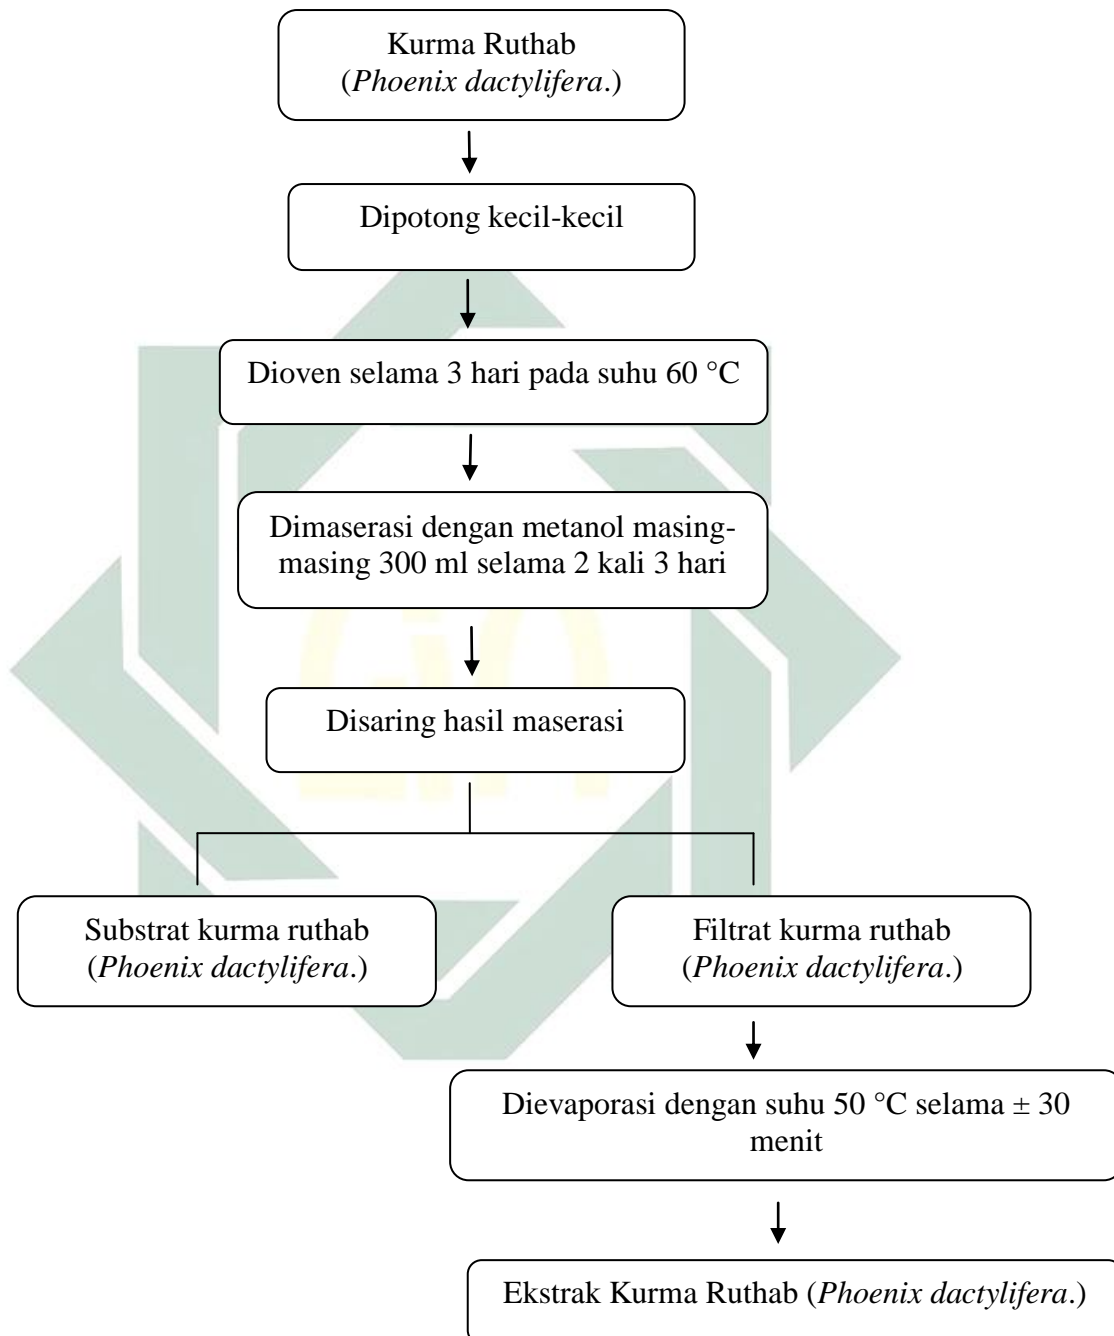 Kurma Ruthab
(Phoenix dactylifera.)
Dipotong kecil-kecil
Dioven selama 3 hari pada suhu 60 °C
Dimaserasi dengan metanol masing-
masing 300 ml selama 2 kali 3 hari
Disaring hasil maserasi
Substrat kurma ruthab
(Phoenix dactylifera.)
Filtrat kurma ruthab
(Phoenix dactylifera.)
Dievaporasi dengan suhu 50 °C selama ± 30
menit
Ekstrak Kurma Ruthab (Phoenix dactylifera.)